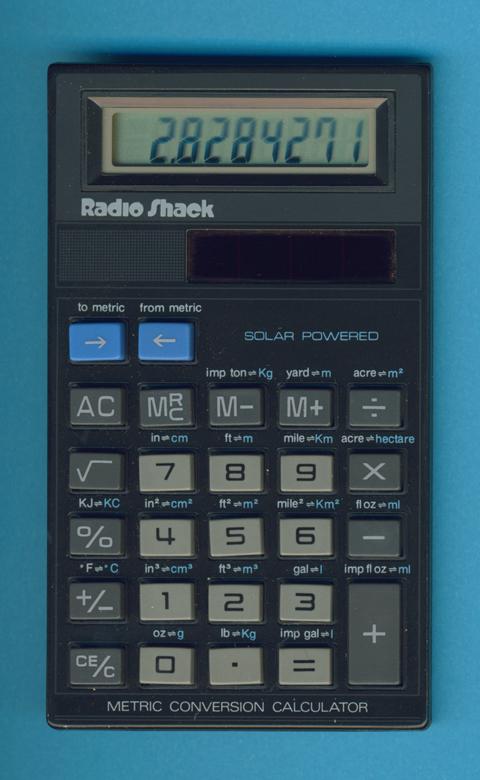 2.8284271
Radio Shack
to metric from metric
→ ← SOLAR POWERED
imp ton⇌Kg yard⇌m acre⇌m²
AC MRC M− M+ ÷
in⇌cm ft⇌m mile⇌Km acre⇌hectare
√ 7 8 9 X
KJ⇌KC in²⇌cm² ft²⇌m² mile²⇌Km² fl oz⇌ml
% 4 5 6 −
°F⇌°C in³⇌cm³ ft³⇌m³ gal⇌l imp fl oz⇌ml
+/− 1 2 3 +
oz⇌g lb⇌Kg imp gal⇌l
CE/C 0 . =
METRIC CONVERSION CALCULATOR